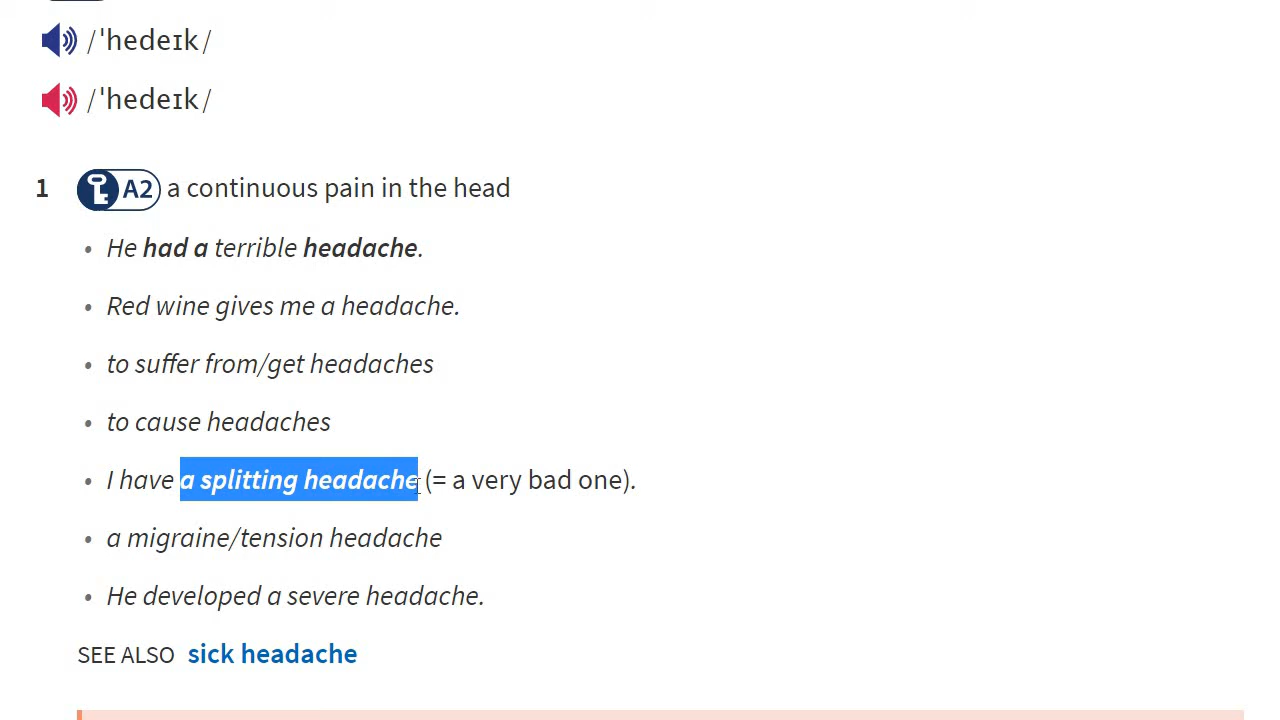 /ˈhedeɪk/
/ˈhedeɪk/
1 A2 a continuous pain in the head
• He had a terrible headache.
• Red wine gives me a headache.
• to suffer from/get headaches
• to cause headaches
• I have a splitting headache (= a very bad one).
• a migraine/tension headache
• He developed a severe headache.
SEE ALSO sick headache